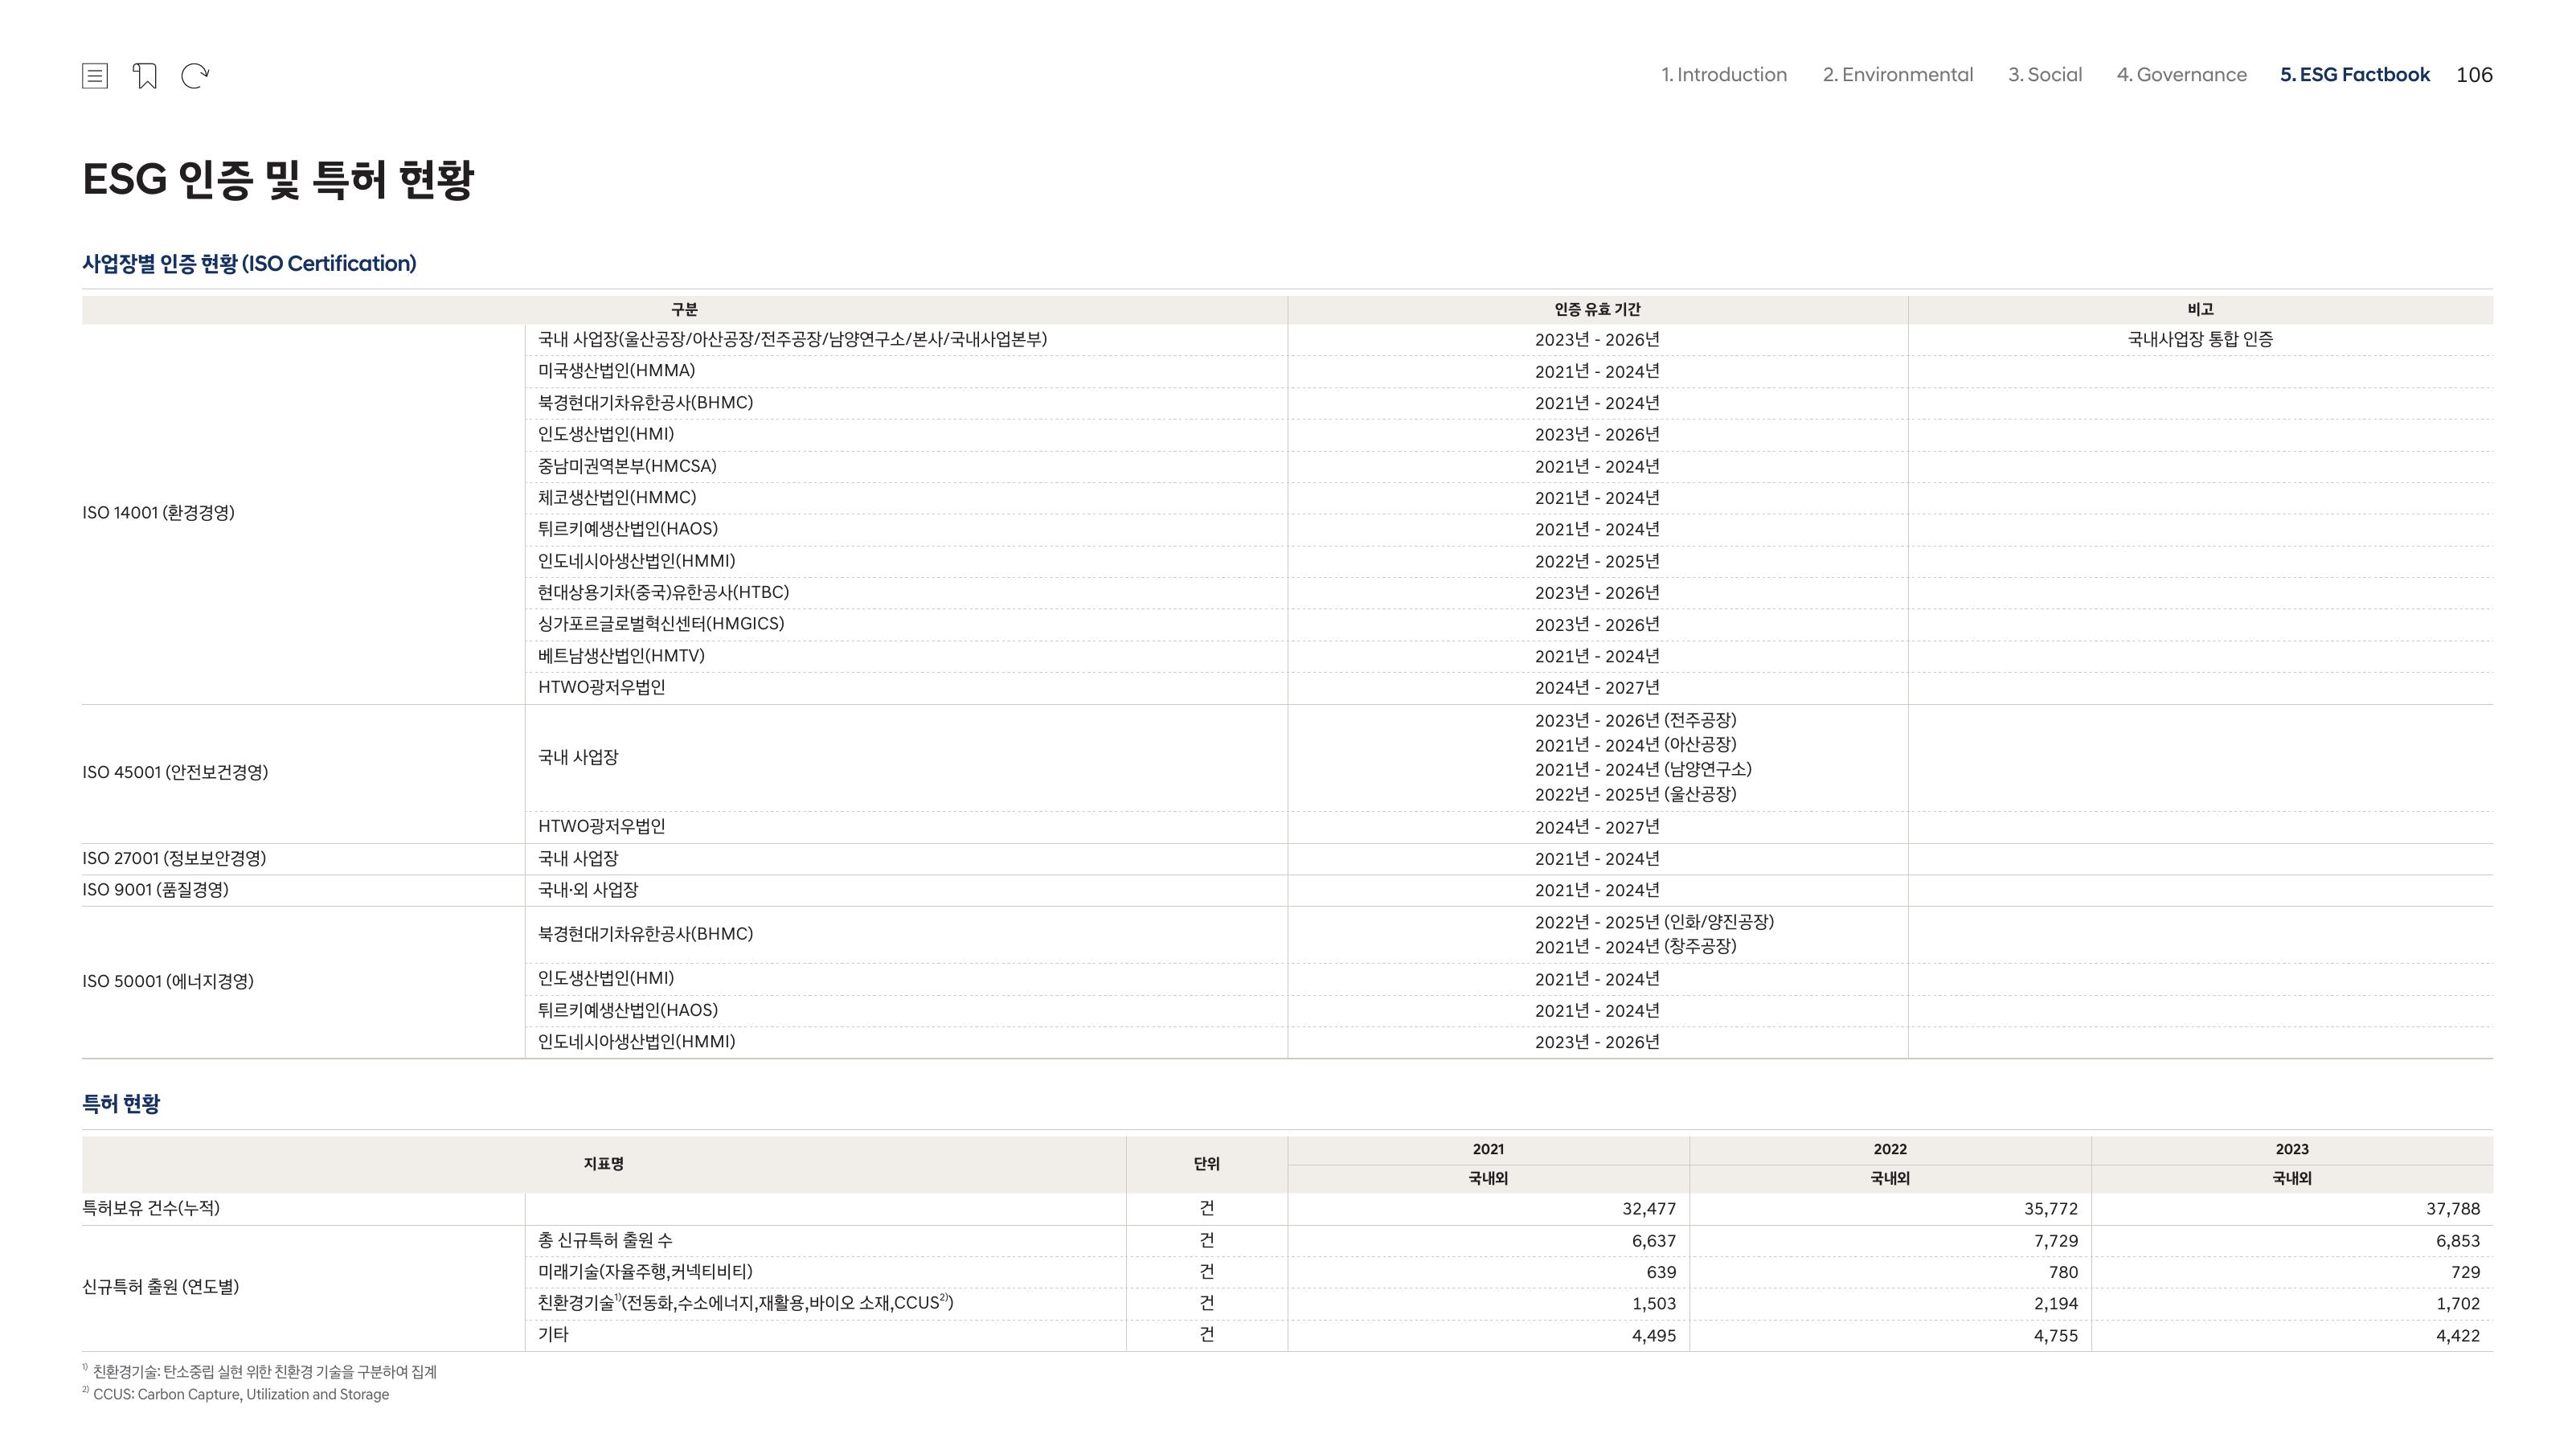 1. Introduction 2. Environmental 3. Social 4. Governance 5. ESG Factbook 106
ESG 인증 및 특허 현황
사업장별 인증 현황 (ISO Certification)
구분 인증 유효 기간 비고
국내 사업장(울산공장/아산공장/전주공장/남양연구소/본사/국내사업본부) 2023년 - 2026년 국내사업장 통합 인증
미국생산법인(HMMA) 2021년 - 2024년
북경현대기차유한공사(BHMC) 2021년 - 2024년
인도생산법인(HMI) 2023년 - 2026년
중남미권역본부(HMCSA) 2021년 - 2024년
체코생산법인(HMMC) 2021년 - 2024년
ISO 14001 (환경경영)
튀르키예생산법인(HAOS) 2021년 - 2024년
인도네시아생산법인(HMMI) 2022년 - 2025년
현대상용기차(중국)유한공사(HTBC) 2023년 - 2026년
싱가포르글로벌혁신센터(HMGICS) 2023년 - 2026년
베트남생산법인(HMTV) 2021년 - 2024년
HTWO광저우법인 2024년 - 2027년
ISO 45001 (안전보건경영)
국내 사업장
2023년 - 2026년 (전주공장)
2021년 - 2024년 (아산공장)
2021년 - 2024년 (남양연구소)
2022년 - 2025년 (울산공장)
HTWO광저우법인 2024년 - 2027년
ISO 27001 (정보보안경영) 국내 사업장 2021년 - 2024년
ISO 9001 (품질경영) 국내·외 사업장 2021년 - 2024년
ISO 50001 (에너지경영)
북경현대기차유한공사(BHMC)
2022년 - 2025년 (인화/양진공장)
2021년 - 2024년 (창주공장)
인도생산법인(HMI) 2021년 - 2024년
튀르키예생산법인(HAOS) 2021년 - 2024년
인도네시아생산법인(HMMI) 2023년 - 2026년
특허 현황
지표명 단위 2021 2022 2023
국내외 국내외 국내외
특허보유 건수(누적) 건 32,477 35,772 37,788
신규특허 출원 (연도별)
총 신규특허 출원 수 건 6,637 7,729 6,853
미래기술(자율주행,커넥티비티) 건 639 780 729
친환경기술1)(전동화,수소에너지,재활용,바이오 소재,CCUS2)) 건 1,503 2,194 1,702
기타 건 4,495 4,755 4,422
1) 친환경기술: 탄소중립 실현 위한 친환경 기술을 구분하여 집계
2) CCUS: Carbon Capture, Utilization and Storage